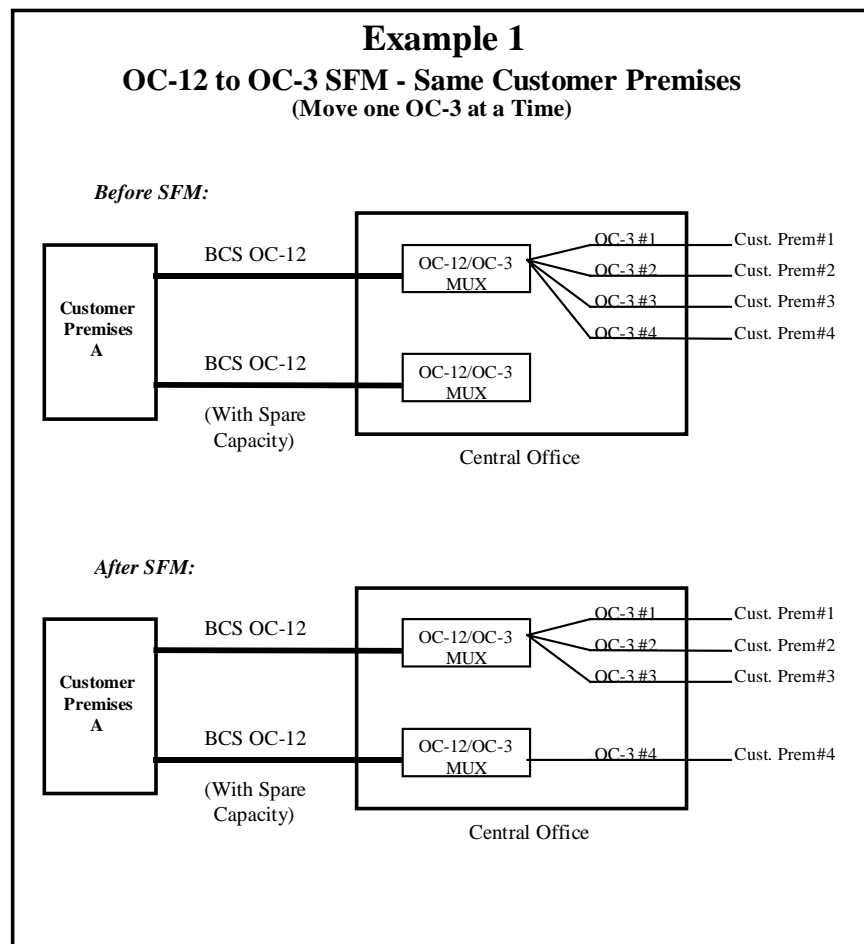 Example 1
OC-12 to OC-3 SFM - Same Customer Premises
(Move one OC-3 at a Time)
Before SFM:
Customer
Premises
A
BCS OC-12
BCS OC-12
(With Spare
Capacity)
OC-12/OC-3
MUX
OC-12/OC-3
MUX
OC-3 #1
OC-3 #2
OC-3 #3
OC-3 #4
Cust. Prem#1
Cust. Prem#2
Cust. Prem#3
Cust. Prem#4
Central Office
After SFM:
Customer
Premises
A
BCS OC-12
BCS OC-12
(With Spare
Capacity)
OC-12/OC-3
MUX
OC-12/OC-3
MUX
OC-3 #1
OC-3 #2
OC-3 #3
OC-3 #4
Cust. Prem#1
Cust. Prem#2
Cust. Prem#3
Cust. Prem#4
Central Office